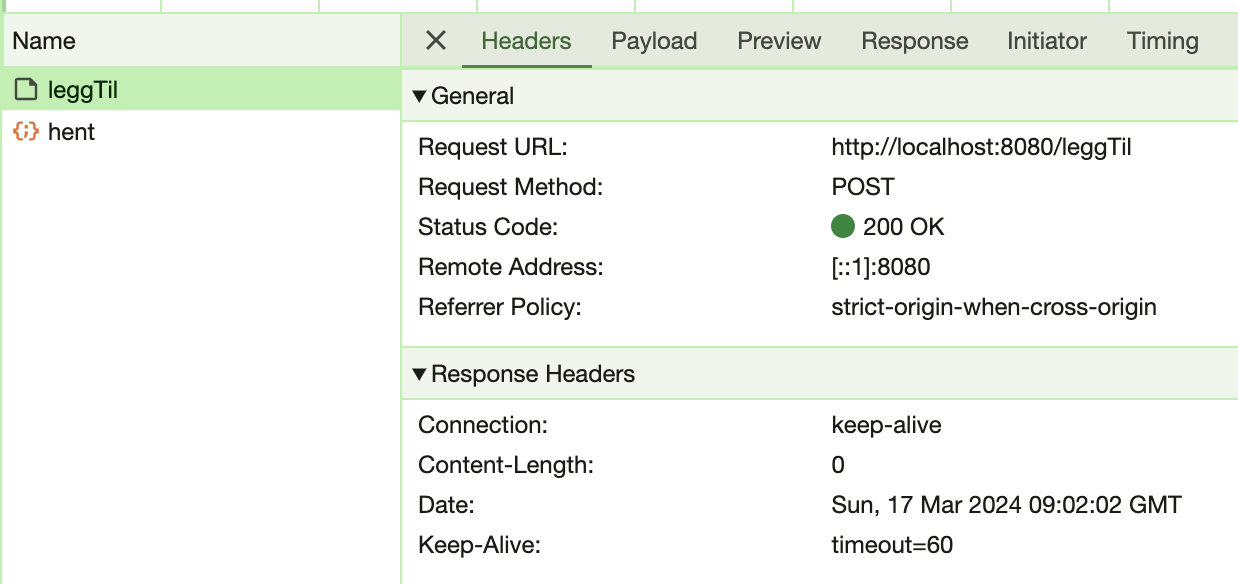 Name
leggTil
hent
Headers Payload Preview Response Initiator Timing
General
Request URL: http://localhost:8080/leggTil
Request Method: POST
Status Code: 200 OK
Remote Address: [::1]:8080
Referrer Policy: strict-origin-when-cross-origin
Response Headers
Connection: keep-alive
Content-Length: 0
Date: Sun, 17 Mar 2024 09:02:02 GMT
Keep-Alive: timeout=60